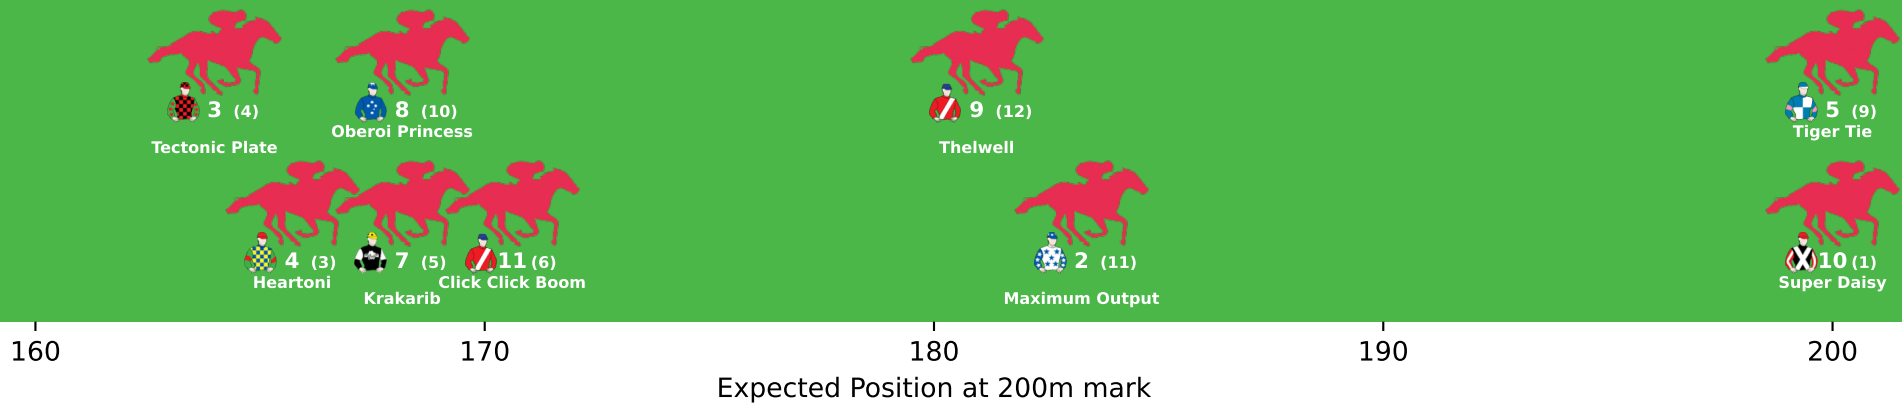 3 (4)
Tectonic Plate
8 (10)
Oberoi Princess
9 (12)
Thelwell
5 (9)
Tiger Tie
4 (3)
Heartoni
7 (5)
Krakarib
11 (6)
Click Click Boom
2 (11)
Maximum Output
10 (1)
Super Daisy
160 170 180 190 200
Expected Position at 200m mark